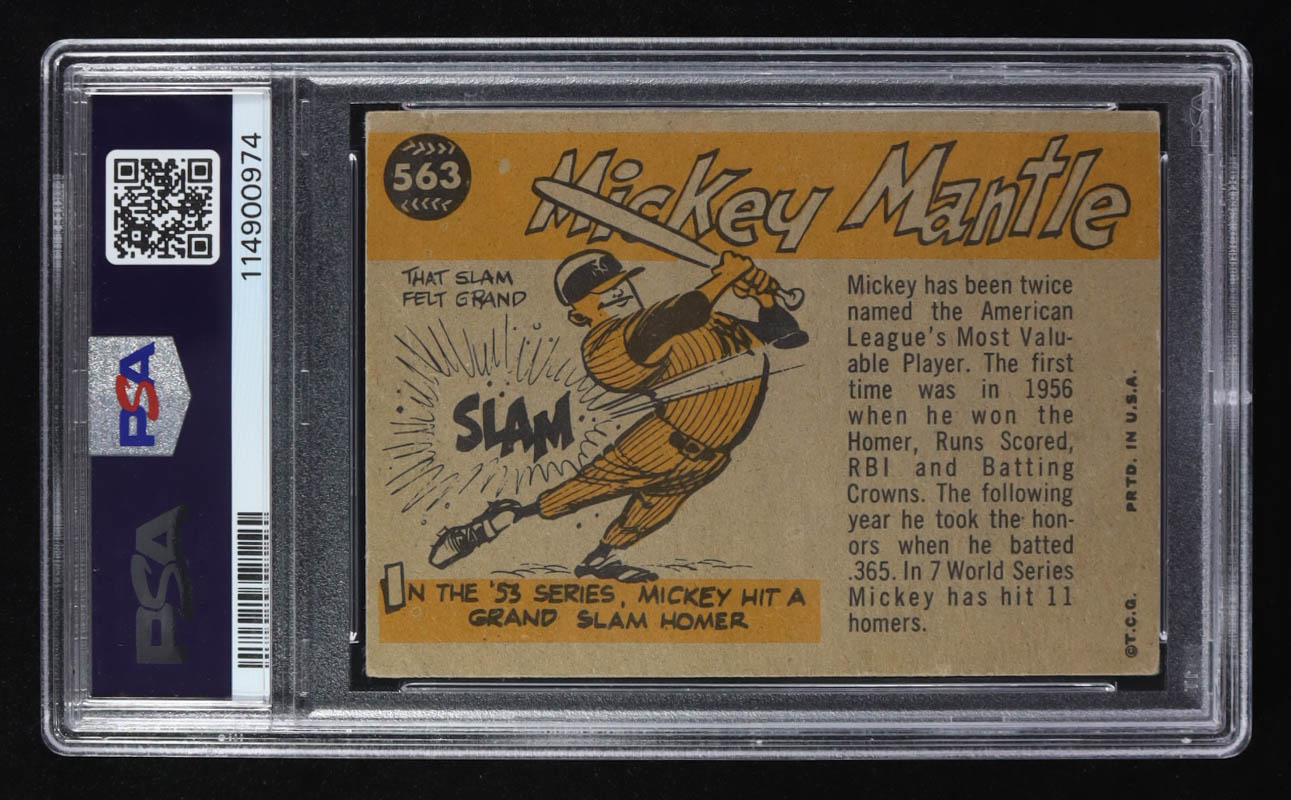 114900974
PSA
PSA
563
Mickey Mantle
THAT SLAM
FELT GRAND
NY
SLAM
IN THE '53 SERIES, MICKEY HIT A
GRAND SLAM HOMER
Mickey has been twice
named the American
League's Most Valu-
able Player. The first
time was in 1956
when he won the
Homer, Runs Scored,
RBI and Batting
Crowns. The following
year he took the hon-
ors when he batted
.365. In 7 World Series
Mickey has hit 11
homers.
©T.C.G. PRTD. IN U.S.A.